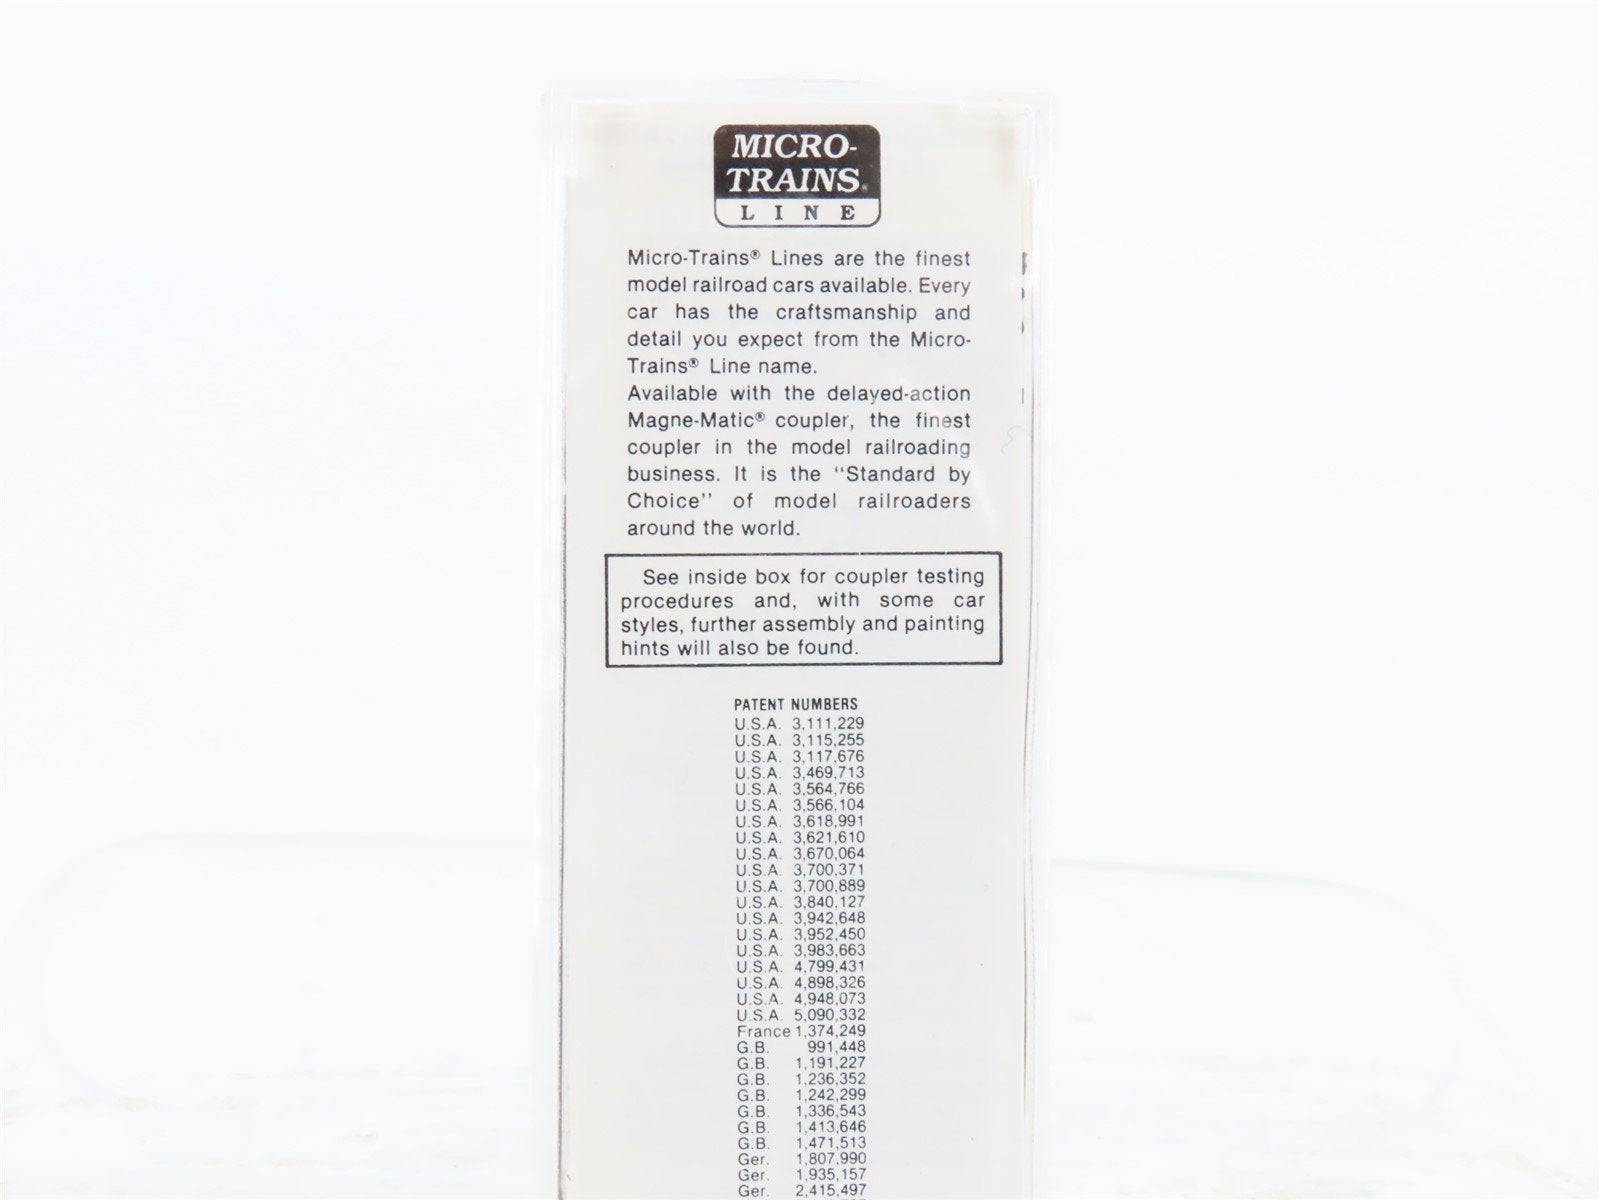 MICRO-
TRAINS®
LINE
Micro-Trains® Lines are the finest
model railroad cars available. Every
car has the craftsmanship and
detail you expect from the Micro-
Trains® Line name.
Available with the delayed-action
Magne-Matic® coupler, the finest
coupler in the model railroading
business. It is the "Standard by
Choice" of model railroaders
around the world.
See inside box for coupler testing
procedures and, with some car
styles, further assembly and painting
hints will also be found.
PATENT NUMBERS
U.S.A. 3,111,229
U.S.A. 3,115,255
U.S.A. 3,117,676
U.S.A. 3,469,713
U.S.A. 3,564,766
U.S.A. 3,566,104
U.S.A. 3,618,991
U.S.A. 3,621,610
U.S.A. 3,670,064
U.S.A. 3,700,371
U.S.A. 3,700,889
U.S.A. 3,840,127
U.S.A. 3,942,648
U.S.A. 3,952,450
U.S.A. 3,983,663
U.S.A. 4,799,431
U.S.A. 4,898,326
U.S.A. 4,948,073
U.S.A. 5,090,332
France 1,374,249
G.B. 991,448
G.B. 1,191,227
G.B. 1,236,352
G.B. 1,242,299
G.B. 1,336,543
G.B. 1,413,646
G.B. 1,471,513
Ger. 1,807,990
Ger. 1,935,157
Ger. 2,415,497